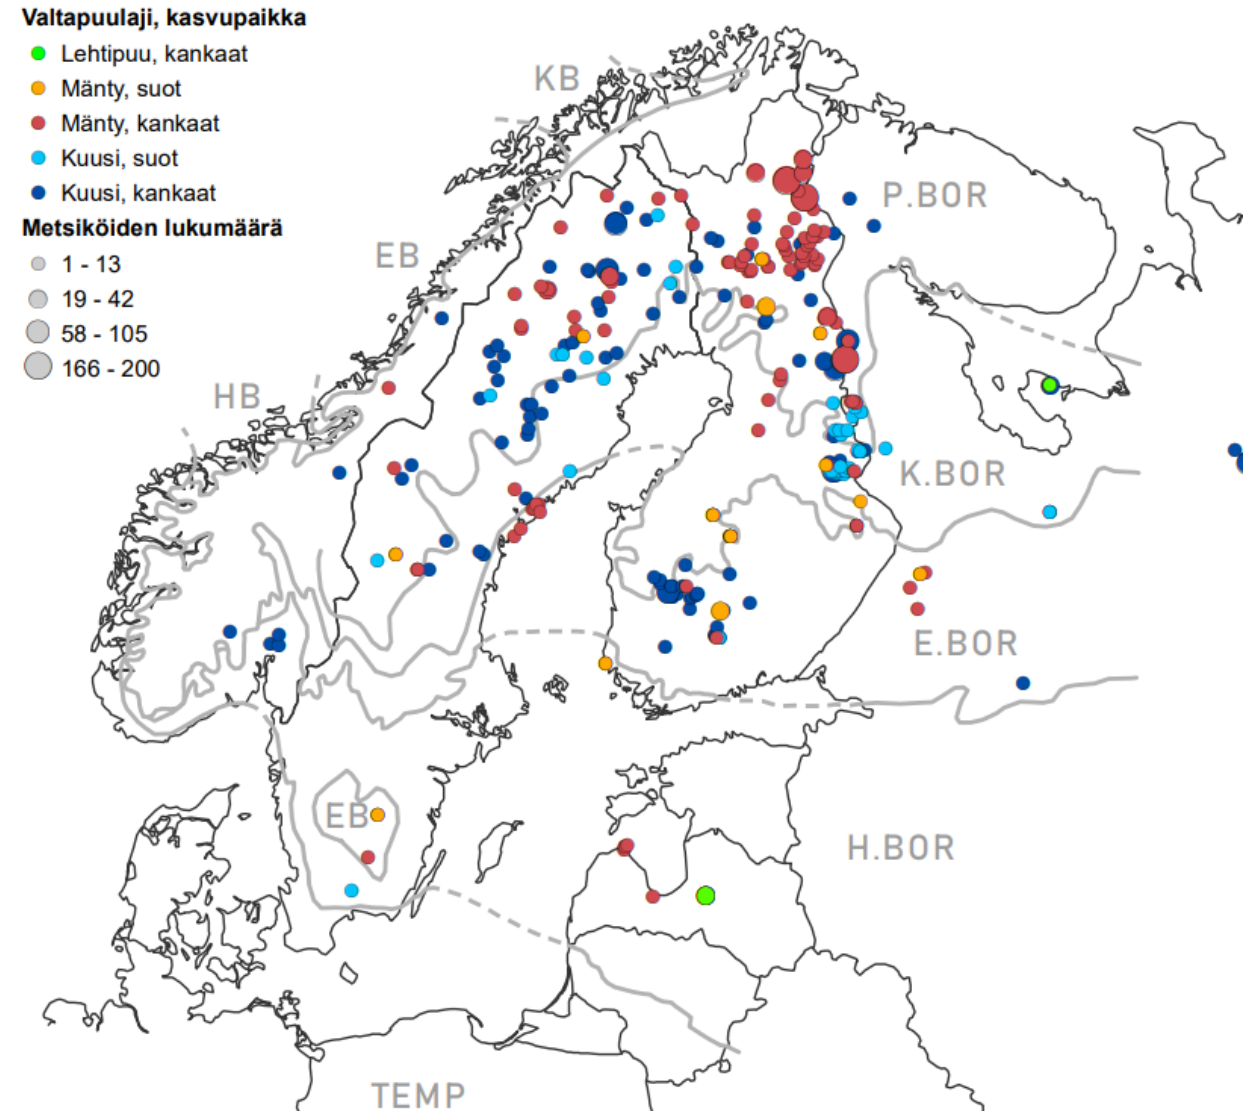 Valtapuulaji, kasvupaikka
Lehtipuu, kankaat
Mänty, suot
Mänty, kankaat
Kuusi, suot
Kuusi, kankaat
Metsiköiden lukumäärä
1 - 13
19 - 42
58 - 105
166 - 200
KB
P.BOR
EB
HB
K.BOR
E.BOR
EB
H.BOR
TEMP